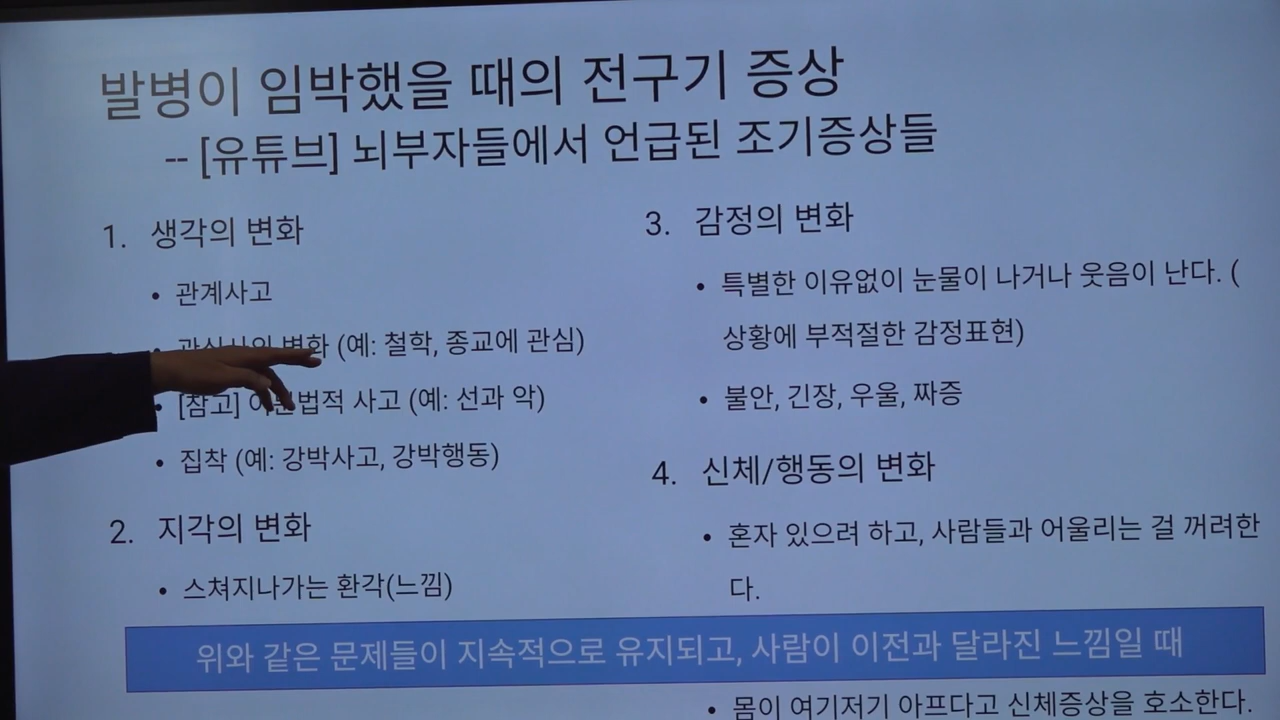 발병이 임박했을 때의 전구기 증상
-- [유튜브] 뇌부자들에서 언급된 조기증상들
1. 생각의 변화
• 관계사고
• 변화 (예: 철학, 종교에 관심)
• [참고] 이분법적 사고 (예: 선과 악)
• 집착 (예: 강박사고, 강박행동)
2. 지각의 변화
• 스쳐지나가는 환각(느낌)
3. 감정의 변화
• 특별한 이유없이 눈물이 나거나 웃음이 난다. (
상황에 부적절한 감정표현)
• 불안, 긴장, 우울, 짜증
4. 신체/행동의 변화
• 혼자 있으려 하고, 사람들과 어울리는 걸 꺼려한
다.
위와 같은 문제들이 지속적으로 유지되고, 사람이 이전과 달라진 느낌일 때
• 몸이 여기저기 아프다고 신체증상을 호소한다.